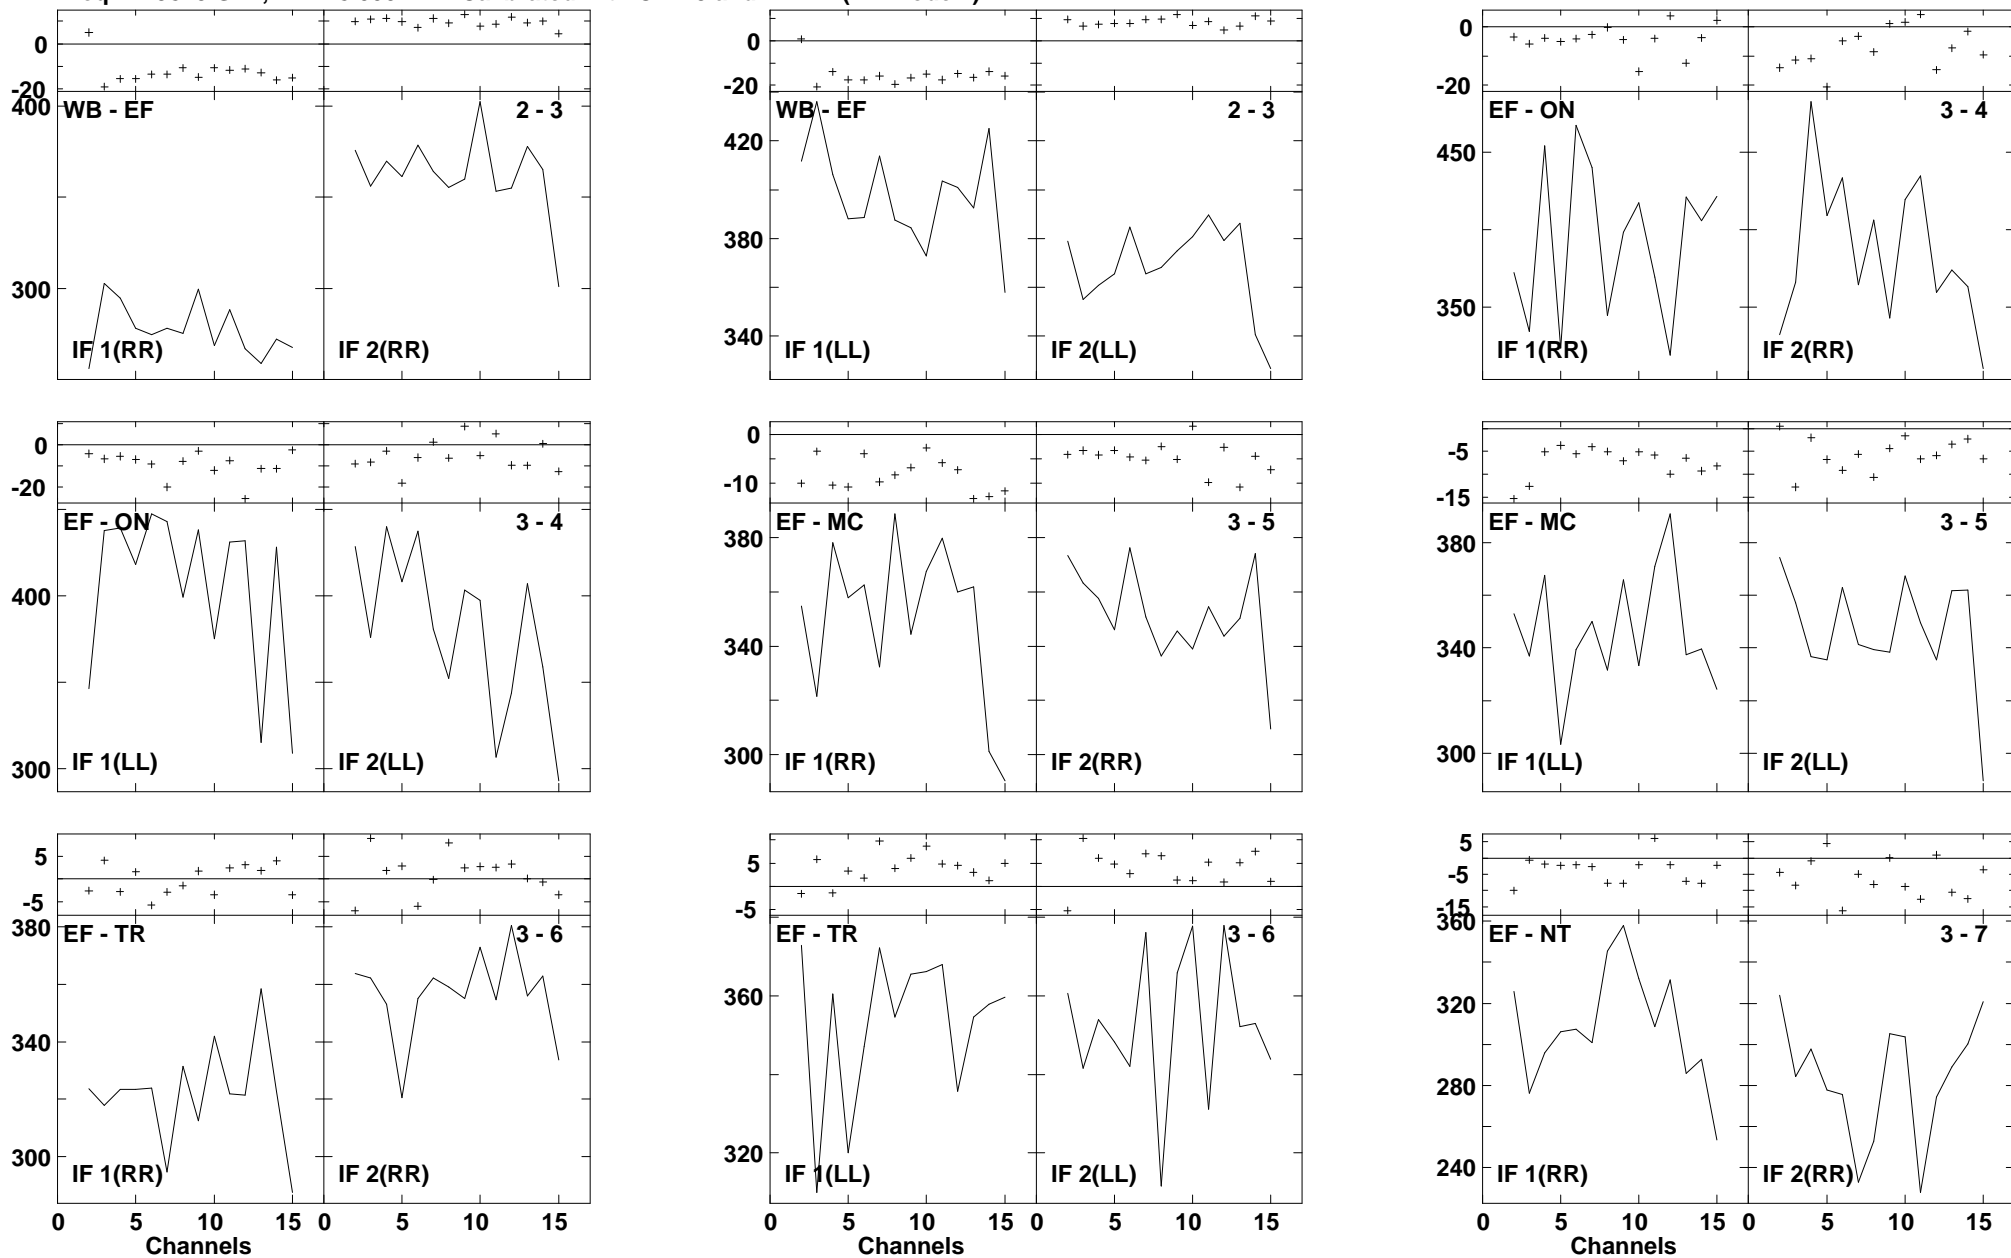 0
-20
400
300
WB - EF
2 - 3
IF 1(RR)
IF 2(RR)
0
-20
420
380
340
WB - EF
2 - 3
IF 1(LL)
IF 2(LL)
0
-20
450
350
EF - ON
3 - 4
IF 1(RR)
IF 2(RR)
0
-20
400
300
EF - ON
3 - 4
IF 1(LL)
IF 2(LL)
0
-10
380
340
300
EF - MC
3 - 5
IF 1(RR)
IF 2(RR)
-5
-15
380
340
300
EF - MC
3 - 5
IF 1(LL)
IF 2(LL)
5
-5
380
340
300
EF - TR
3 - 6
IF 1(RR)
IF 2(RR)
0 5 10 15 0 5 10 15
Channels
5
-5
360
320
EF - TR
3 - 6
IF 1(LL)
IF 2(LL)
0 5 10 15 0 5 10 15
Channels
5
-5
-15
360
320
280
240
EF - NT
3 - 7
IF 1(RR)
IF 2(RR)
0 5 10 15 0 5 10 15
Channels